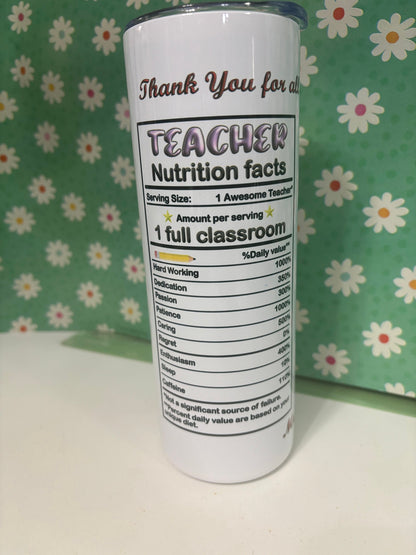 Thank You for all
TEACHER
Nutrition facts
Serving Size: 1 Awesome Teacher*
Amount per serving
1 full classroom
%Daily value**
Hard Working 1000%
Dedication 350%
Passion 300%
Patience 1000%
Caring 500%
Regret 0%
Enthusiasm 400%
Sleep 10%
Caffeine 110%
*Not a significant source of failure.
Percent daily value are based on your
unique diet.